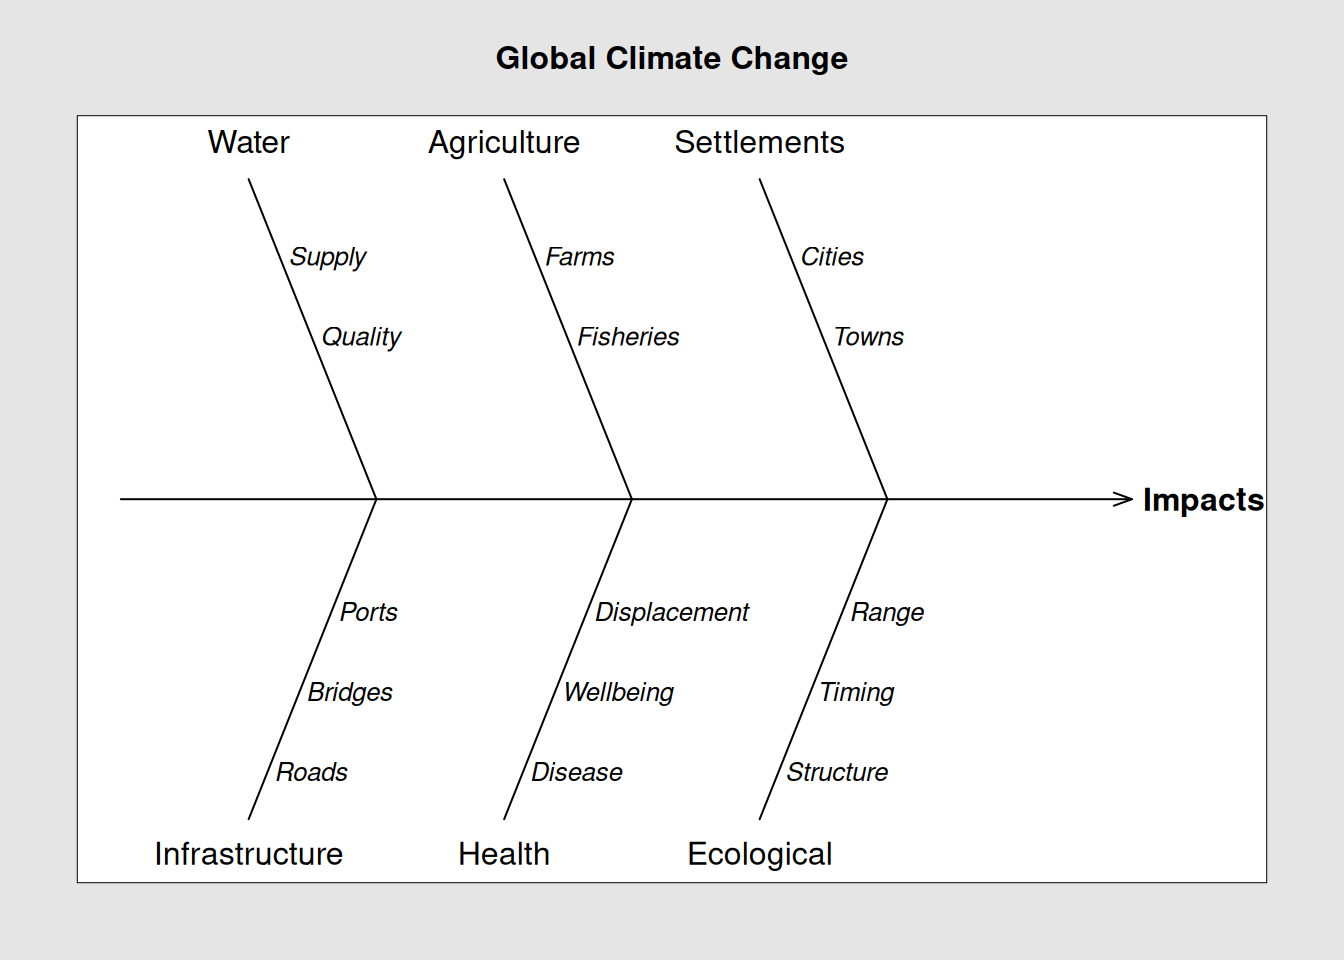 Global Climate Change
Water
Agriculture
Settlements
Supply
Farms
Cities
Quality
Fisheries
Towns
Impacts
Ports
Displacement
Range
Bridges
Wellbeing
Timing
Roads
Disease
Structure
Infrastructure
Health
Ecological